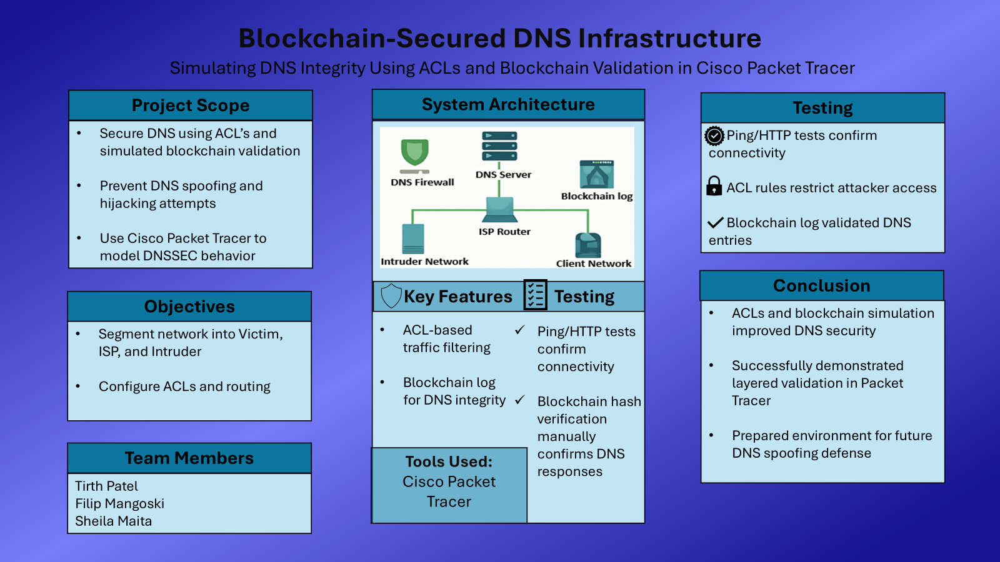 Blockchain-Secured DNS Infrastructure
Simulating DNS Integrity Using ACLs and Blockchain Validation in Cisco Packet Tracer
Project Scope
• Secure DNS using ACL’s and
simulated blockchain validation
• Prevent DNS spoofing and
hijacking attempts
• Use Cisco Packet Tracer to
model DNSSEC behavior
Objectives
• Segment network into Victim,
ISP, and Intruder
• Configure ACLs and routing
Team Members
Tirth Patel
Filip Mangoski
Sheila Maita
System Architecture
DNS Firewall
DNS Server
Blockchain log
ISP Router
Intruder Network
Client Network
Key Features
• ACL-based
traffic filtering
• Blockchain log
for DNS integrity
Testing
✓ Ping/HTTP tests
confirm
connectivity
✓ Blockchain hash
verification
manually
confirms DNS
responses
Tools Used:
Cisco Packet
Tracer
Testing
Ping/HTTP tests confirm
connectivity
ACL rules restrict attacker access
Blockchain log validated DNS
entries
Conclusion
• ACLs and blockchain simulation
improved DNS security
• Successfully demonstrated
layered validation in Packet
Tracer
• Prepared environment for future
DNS spoofing defense